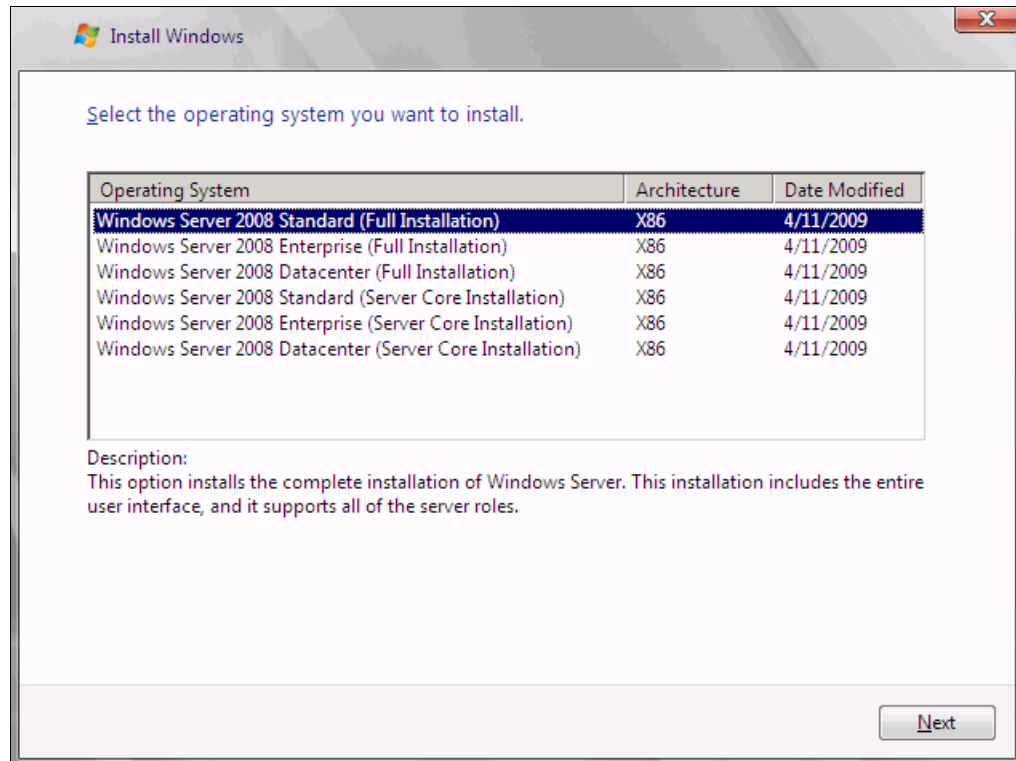 Install Windows
Select the operating system you want to install.
Operating System Architecture Date Modified
Windows Server 2008 Standard (Full Installation) X86 4/11/2009
Windows Server 2008 Enterprise (Full Installation) X86 4/11/2009
Windows Server 2008 Datacenter (Full Installation) X86 4/11/2009
Windows Server 2008 Standard (Server Core Installation) X86 4/11/2009
Windows Server 2008 Enterprise (Server Core Installation) X86 4/11/2009
Windows Server 2008 Datacenter (Server Core Installation) X86 4/11/2009
Description:
This option installs the complete installation of Windows Server. This installation includes the entire
user interface, and it supports all of the server roles.
Next